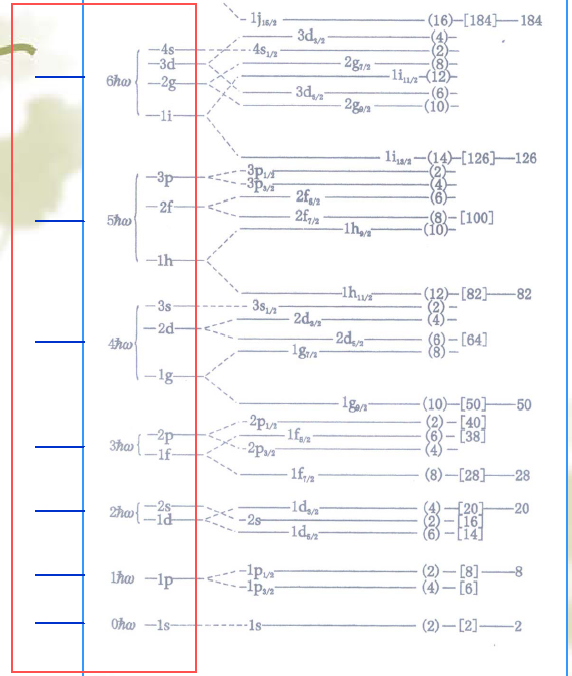 1j₁₅/₂ (16) [184] 184
3d₃/₂ (4)
4s 4s₁/₂ (2)
3d 2g₇/₂ (8)
6ħω 2g 1i₁₁/₂ (12)
3d₅/₂ (6)
2g₉/₂ (10)
1i
1i₁₃/₂ (14) [126] 126
3p₁/₂ (2)
5ħω 3p 3p₃/₂ (4)
2f₅/₂ (6)
2f 2f₇/₂ (8) [100]
1h₉/₂ (10)
1h
1h₁₁/₂ (12) [82] 82
3s 3s₁/₂ (2)
2d₃/₂ (4)
4ħω 2d 2d₅/₂ (6) [64]
1g₇/₂ (8)
1g
1g₉/₂ (10) [50] 50
2p₁/₂ (2) [40]
3ħω 2p 1f₅/₂ (6) [38]
1f 2p₃/₂ (4)
1f₇/₂ (8) [28] 28
2s 1d₃/₂ (4) [20] 20
2ħω 1d 2s (2) [16]
1d₅/₂ (6) [14]
1p₁/₂ (2) [8] 8
1ħω 1p 1p₃/₂ (4) [6]
0ħω 1s 1s (2) [2] 2